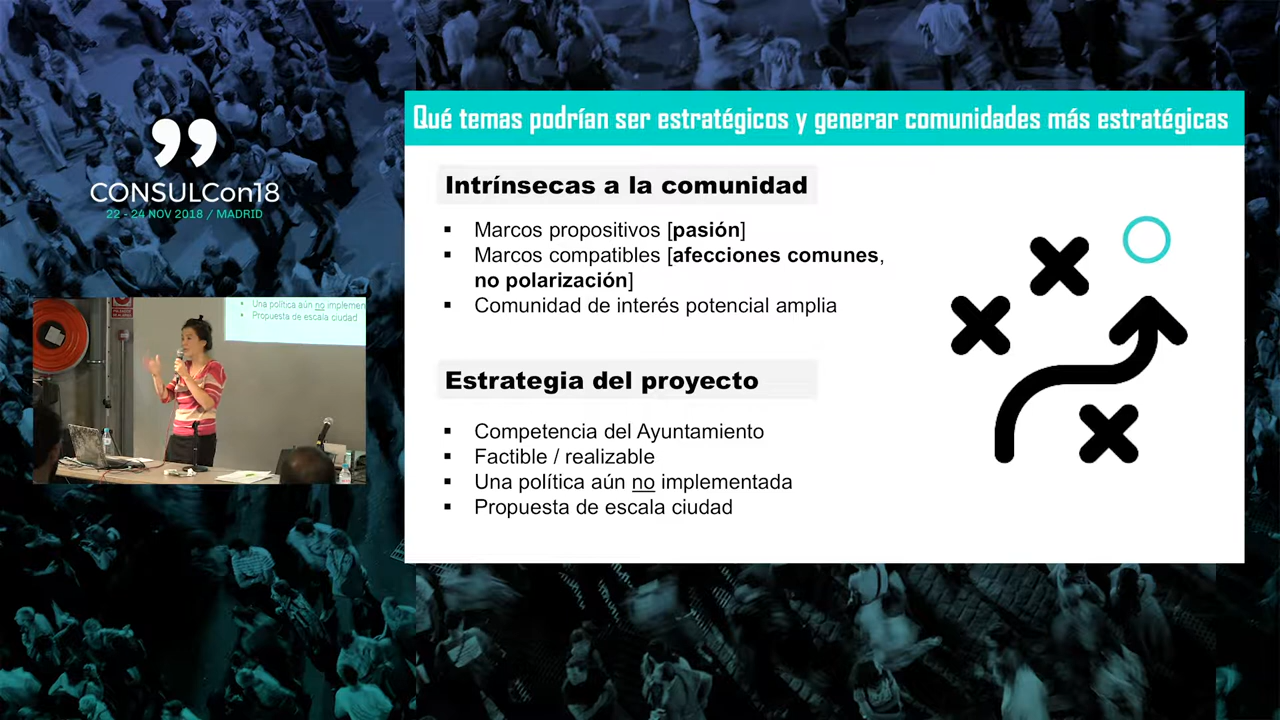 CONSULCon18
22 - 24 NOV 2018 / MADRID
Una política aún no implemen
Propuesta de escala ciudad
Qué temas podrían ser estratégicos y generar comunidades más estratégicas
Intrínsecas a la comunidad
Marcos propositivos [pasión]
Marcos compatibles [afecciones comunes,
no polarización]
Comunidad de interés potencial amplia
Estrategia del proyecto
Competencia del Ayuntamiento
Factible / realizable
Una política aún no implementada
Propuesta de escala ciudad